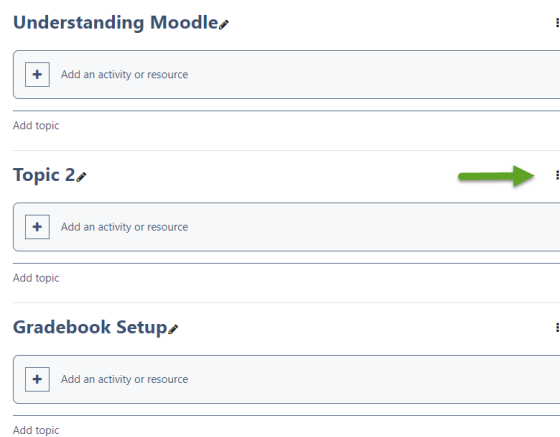 Understanding Moodle
Add an activity or resource
Add topic
Topic 2
Add an activity or resource
Add topic
Gradebook Setup
Add an activity or resource
Add topic